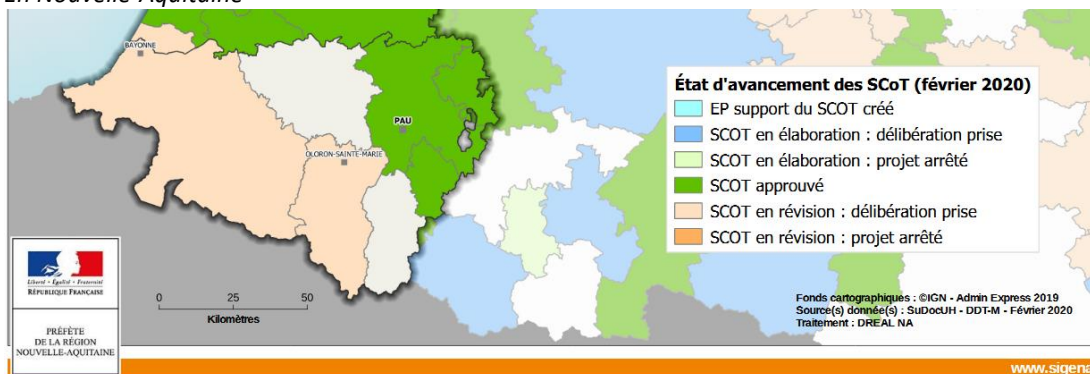 En Nouvelle-Aquitaine
BAYONNE
PAU
OLORON-SAINTE-MARIE
État d'avancement des SCoT (février 2020)
EP support du SCOT créé
SCOT en élaboration : délibération prise
SCOT en élaboration : projet arrêté
SCOT approuvé
SCOT en révision : délibération prise
SCOT en révision : projet arrêté
Liberté • Égalité • Fraternité
RÉPUBLIQUE FRANÇAISE
PRÉFÈTE
DE LA RÉGION
NOUVELLE-AQUITAINE
0 25 50
Kilomètres
Fonds cartographiques : ©IGN - Admin Express 2019
Source(s) donnée(s) : SuDocUH - DDT-M - Février 2020
Traitement : DREAL NA
www.sigena